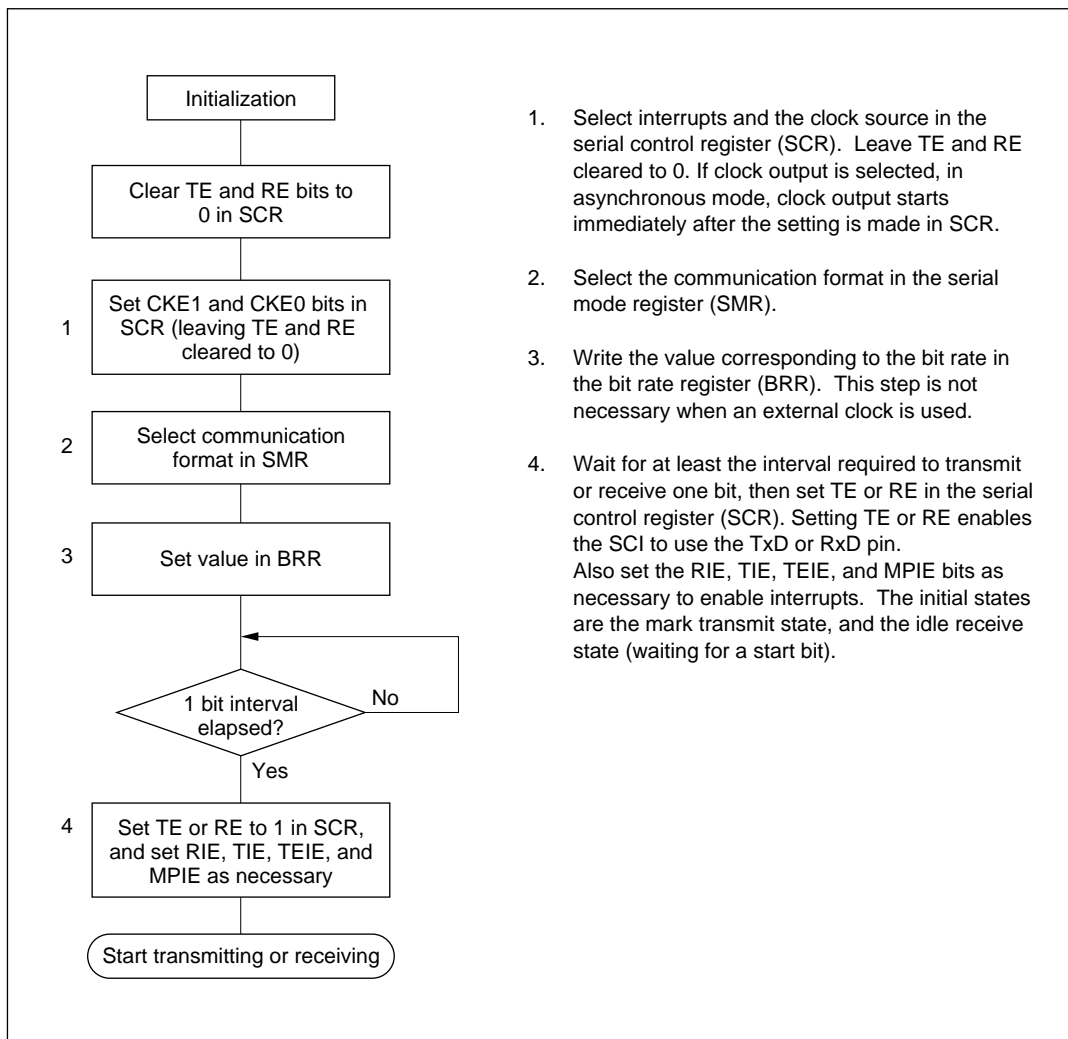 Initialization
Clear TE and RE bits to
0 in SCR
1
Set CKE1 and CKE0 bits in
SCR (leaving TE and RE
cleared to 0)
2
Select communication
format in SMR
3
Set value in BRR
1 bit interval
elapsed?
No
Yes
4
Set TE or RE to 1 in SCR,
and set RIE, TIE, TEIE, and
MPIE as necessary
Start transmitting or receiving
1. Select interrupts and the clock source in the
serial control register (SCR). Leave TE and RE
cleared to 0. If clock output is selected, in
asynchronous mode, clock output starts
immediately after the setting is made in SCR.
2. Select the communication format in the serial
mode register (SMR).
3. Write the value corresponding to the bit rate in
the bit rate register (BRR). This step is not
necessary when an external clock is used.
4. Wait for at least the interval required to transmit
or receive one bit, then set TE or RE in the serial
control register (SCR). Setting TE or RE enables
the SCI to use the TxD or RxD pin.
Also set the RIE, TIE, TEIE, and MPIE bits as
necessary to enable interrupts. The initial states
are the mark transmit state, and the idle receive
state (waiting for a start bit).